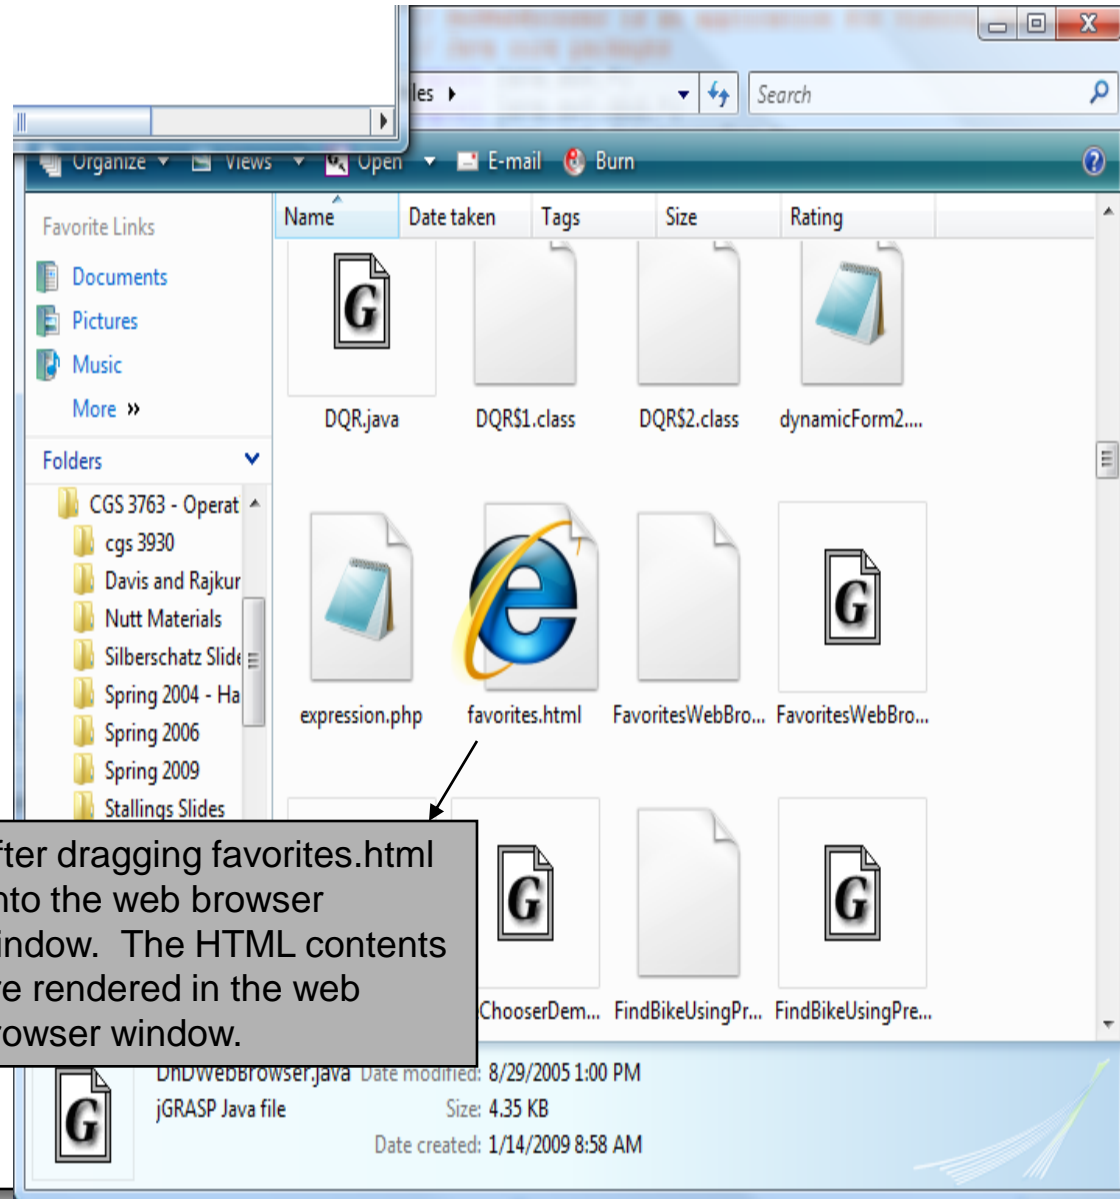 les
Search
Organize Views Open E-mail Burn
Name Date taken Tags Size Rating
Favorite Links
Documents
Pictures
Music
More »
Folders
CGS 3763 - Operat
cgs 3930
Davis and Rajkur
Nutt Materials
Silberschatz Slide
Spring 2004 - Ha
Spring 2006
Spring 2009
Stallings Slides
DQR.java DQR$1.class DQR$2.class dynamicForm2....
expression.php favorites.html FavoritesWebBro... FavoritesWebBro...
fter dragging favorites.html
nto the web browser
indow. The HTML contents
re rendered in the web
rowser window.
ChooserDem... FindBikeUsingPr... FindBikeUsingPre...
DnDWebBrowser.java Date modified: 8/29/2005 1:00 PM
jGRASP Java file Size: 4.35 KB
Date created: 1/14/2009 8:58 AM